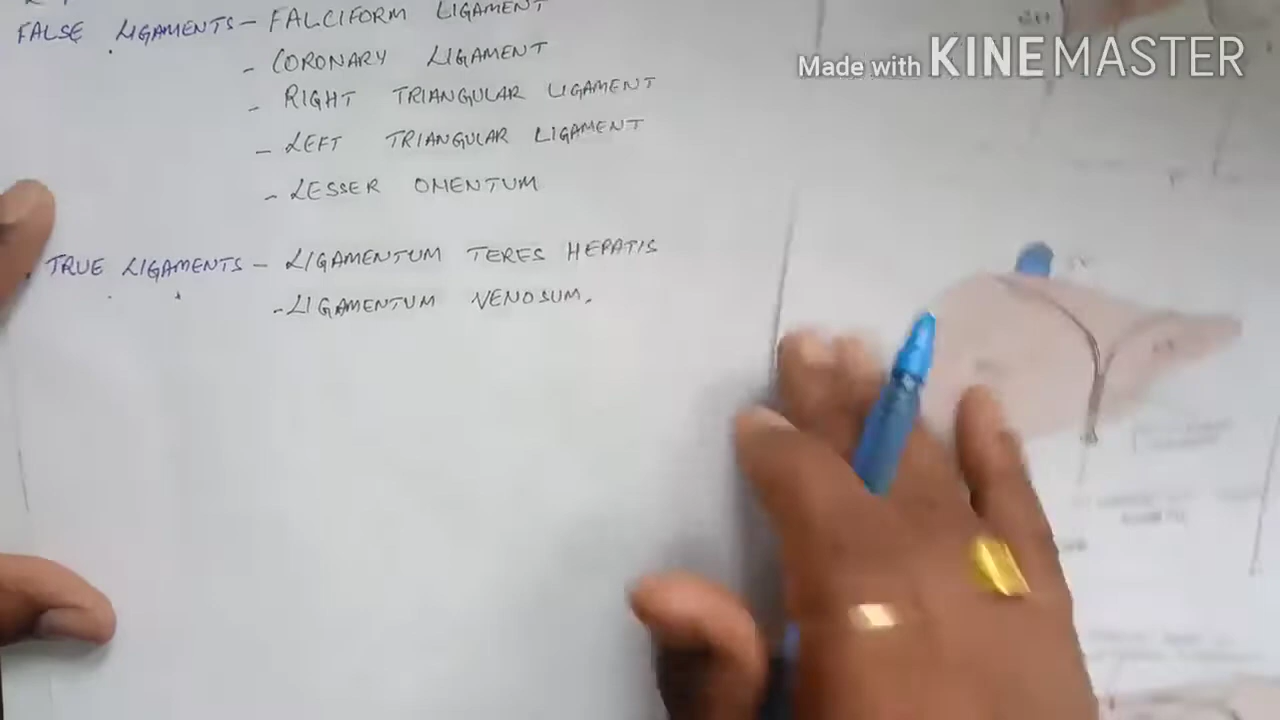 FALSE LIGAMENTS - FALCIFORM LIGAMENT
- CORONARY LIGAMENT
- RIGHT TRIANGULAR LIGAMENT
- LEFT TRIANGULAR LIGAMENT
- LESSER OMENTUM
TRUE LIGAMENTS - LIGAMENTUM TERES HEPATIS
- LIGAMENTUM VENOSUM.
Made with KINEMASTER